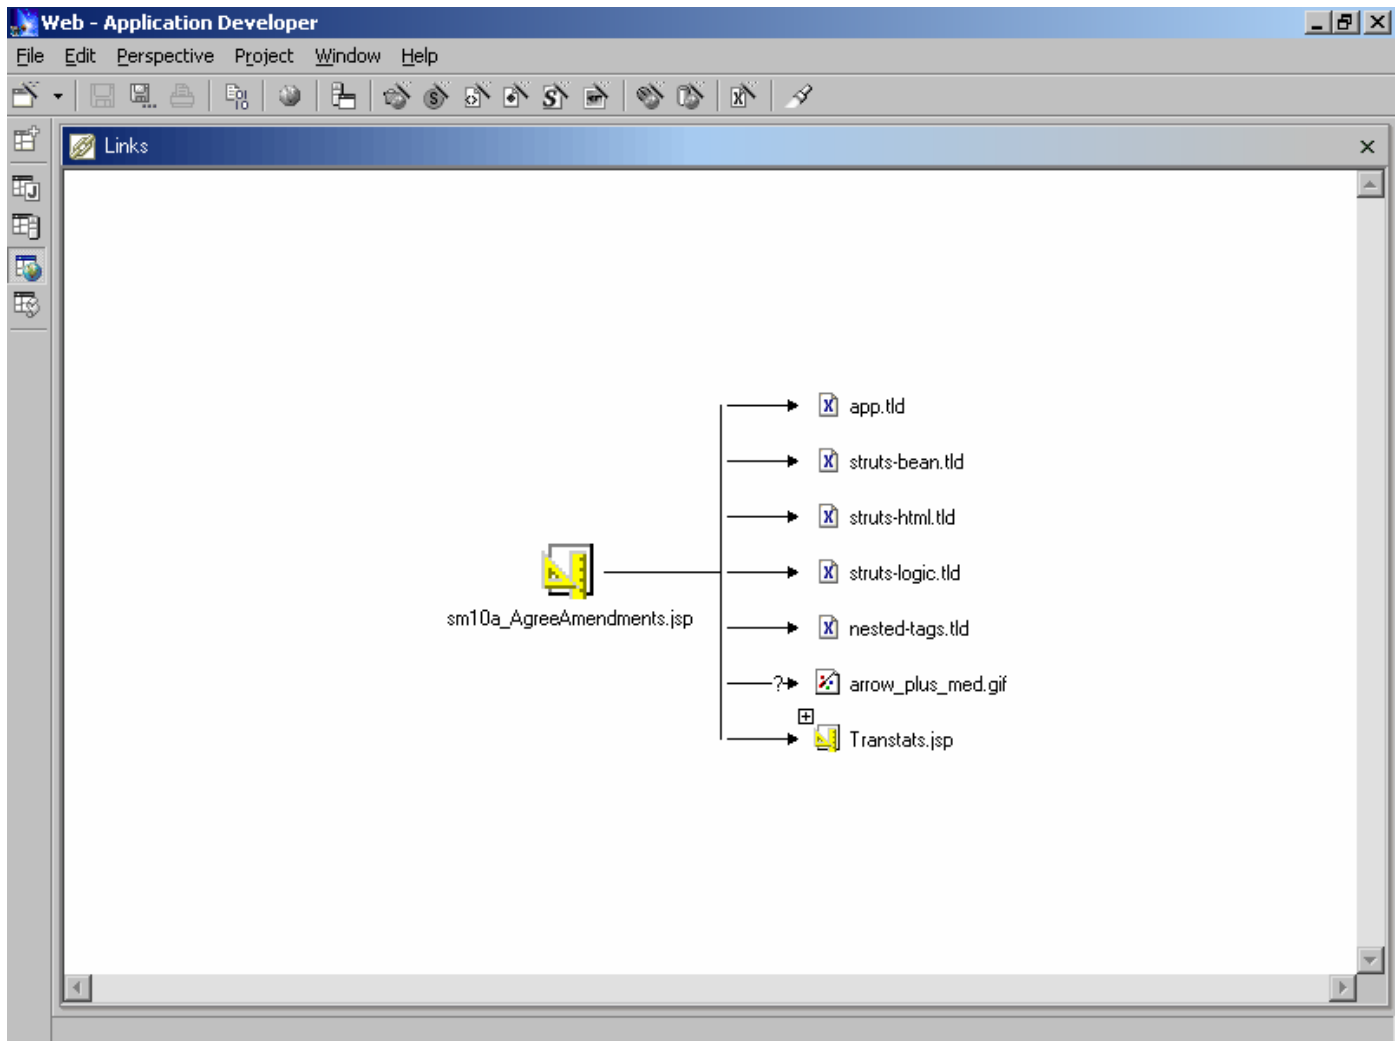 Web - Application Developer
File Edit Perspective Project Window Help
Links
app.tld
struts-bean.tld
struts-html.tld
struts-logic.tld
sm10a_AgreeAmendments.jsp
nested-tags.tld
? arrow_plus_med.gif
Transtats.jsp